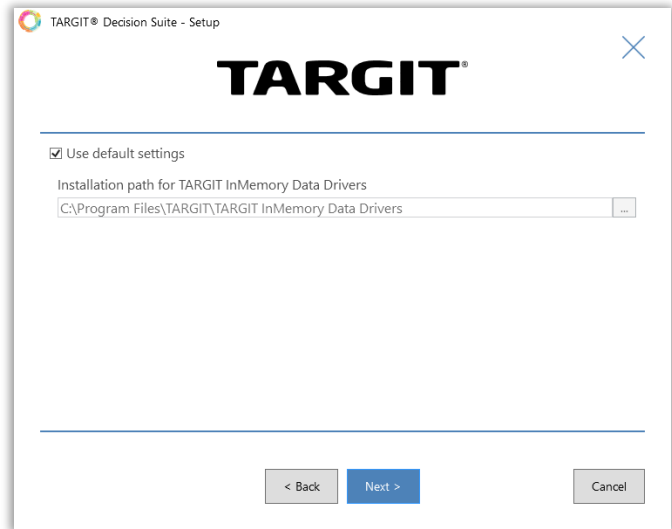 TARGIT® Decision Suite - Setup
TARGIT®
Use default settings
Installation path for TARGIT InMemory Data Drivers
C:\Program Files\TARGIT\TARGIT InMemory Data Drivers
...
< Back
Next >
Cancel